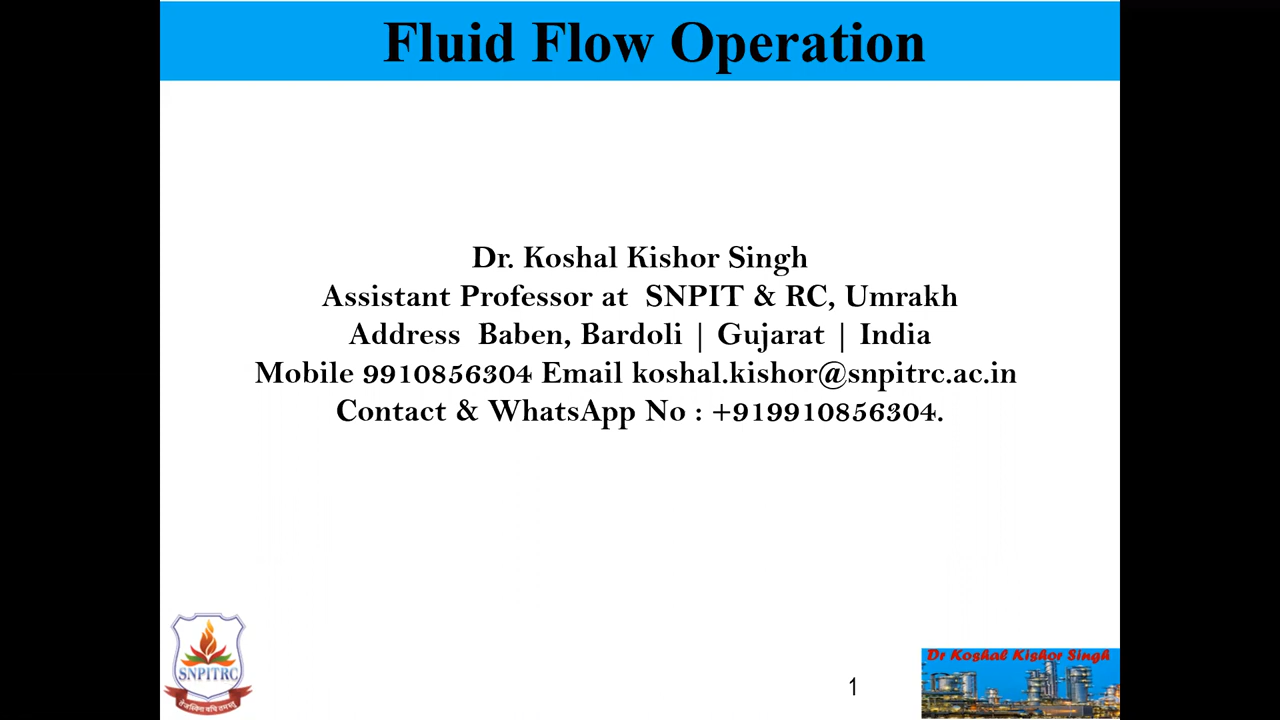 Fluid Flow Operation
Dr. Koshal Kishor Singh
Assistant Professor at SNPIT & RC, Umrakh
Address Baben, Bardoli | Gujarat | India
Mobile 9910856304 Email koshal.kishor@snpitrc.ac.in
Contact & WhatsApp No : +919910856304.
SNPITRC
1
Dr Koshal Kishor Singh